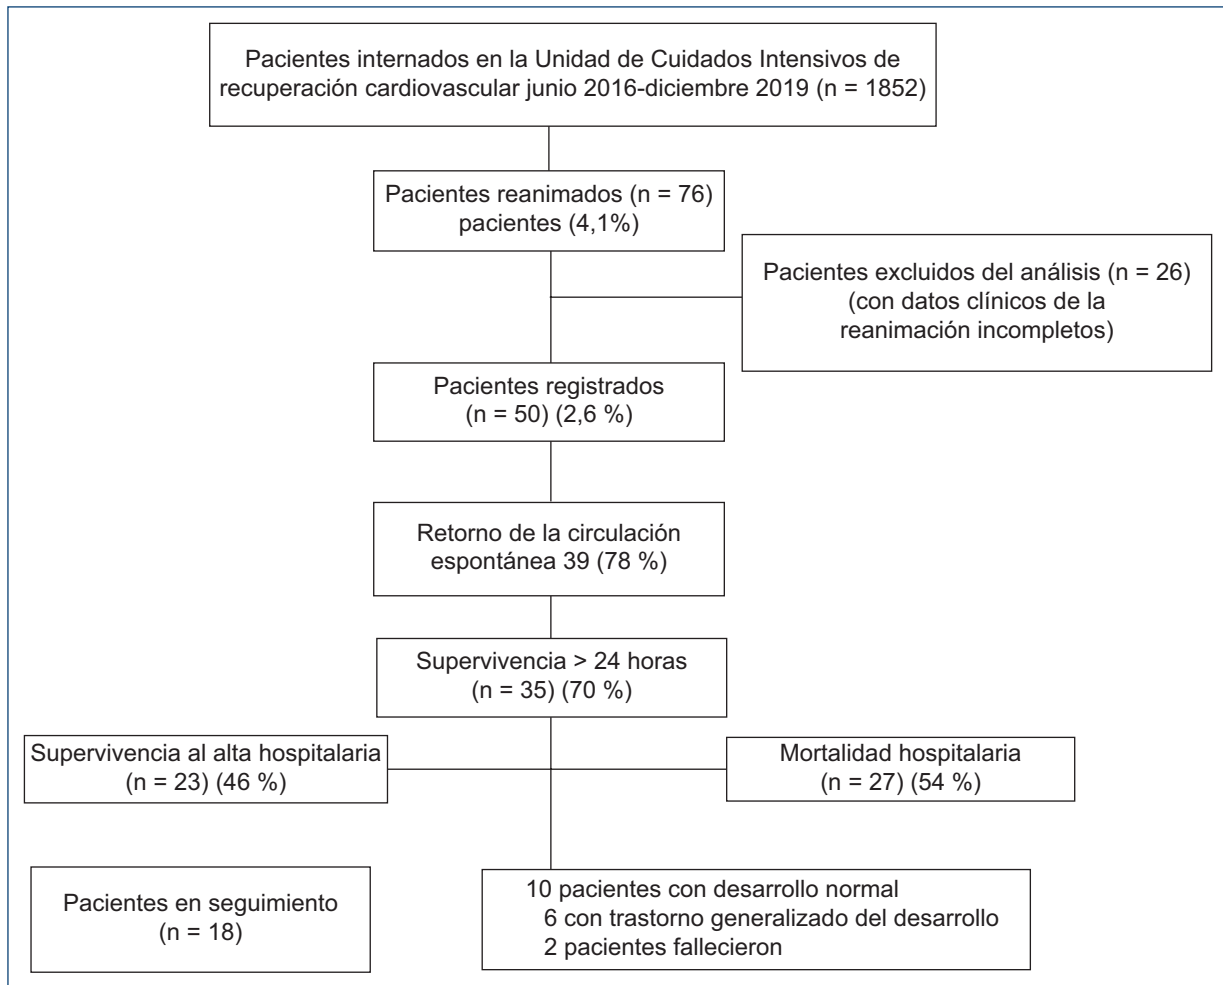 Pacientes internados en la Unidad de Cuidados Intensivos de
recuperación cardiovascular junio 2016-diciembre 2019 (n = 1852)
Pacientes reanimados (n = 76)
pacientes (4,1%)
Pacientes excluidos del análisis (n = 26)
(con datos clínicos de la
reanimación incompletos)
Pacientes registrados
(n = 50) (2,6 %)
Retorno de la circulación
espontánea 39 (78 %)
Supervivencia > 24 horas
(n = 35) (70 %)
Supervivencia al alta hospitalaria
(n = 23) (46 %)
Mortalidad hospitalaria
(n = 27) (54 %)
Pacientes en seguimiento
(n = 18)
10 pacientes con desarrollo normal
6 con trastorno generalizado del desarrollo
2 pacientes fallecieron